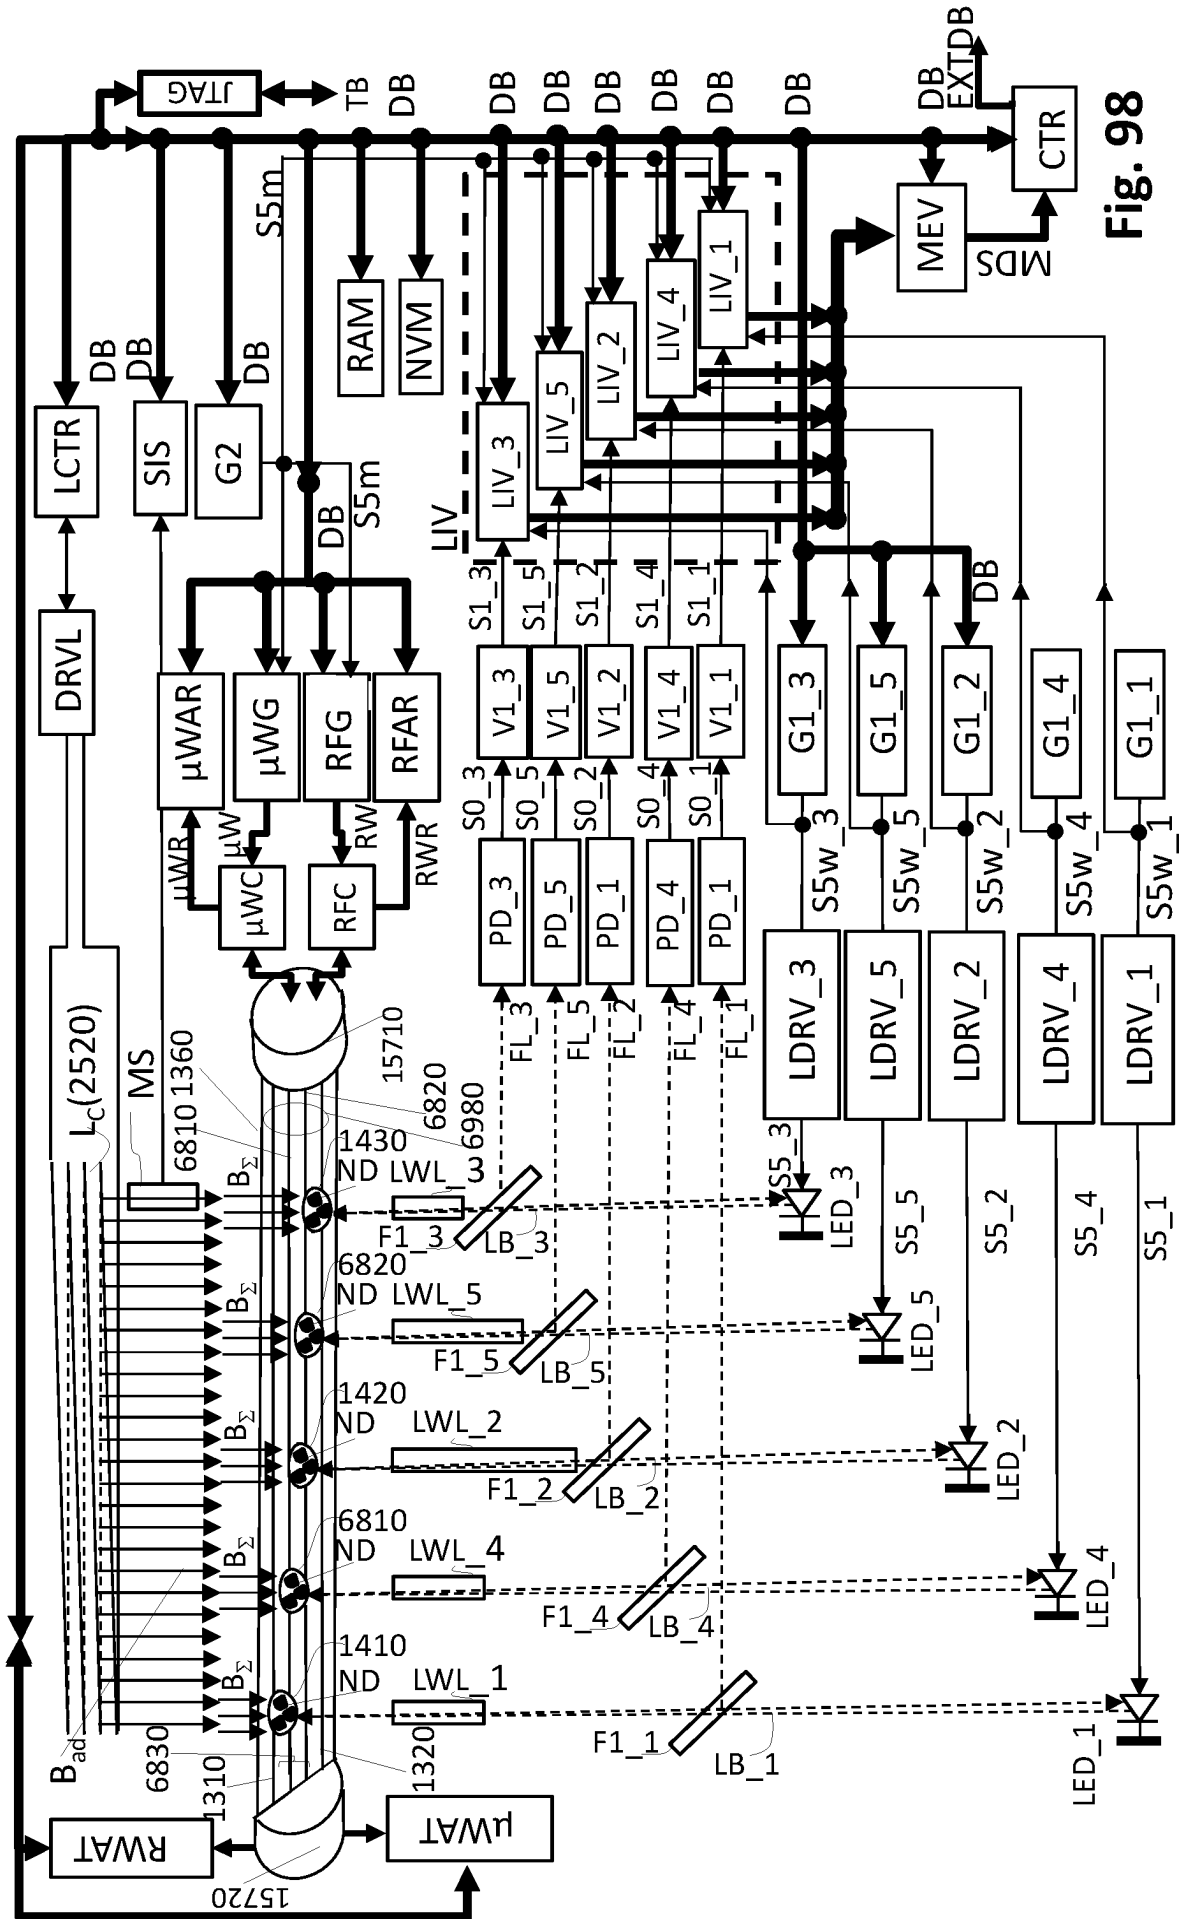 JTAG
TB
DB
DB
DB
DB
DB
DB
DB
DB
EXTDB
CTR
Fig. 98
MEV
MDS
S5m
RAM
NVM
DB
DB
DB
LCTR
SIS
G2
DB
S5m
LIV
LIV_3
LIV_5
LIV_2
LIV_4
LIV_1
DRVL
µWAR
µWG
RFG
RFAR
µWR
µW
RW
RWR
µWC
RFC
S1_3
S1_5
S1_2
S1_4
S1_1
V1_3
V1_5
V1_2
V1_4
V1_1
S0_3
S0_5
S0_2
S0_4
S0_1
PD_3
PD_5
PD_1
PD_4
PD_1
FL_3
FL_5
FL_2
FL_4
FL_1
DB
G1_3
G1_5
G1_2
G1_4
G1_1
S5w_3
S5w_5
S5w_2
S5w_4
S5w_1
LDRV_3
LDRV_5
LDRV_2
LDRV_4
LDRV_1
S5_3
S5_5
S5_2
S5_4
S5_1
LED_3
LED_5
LED_2
LED_4
LED_1
LC(2520)
MS
6810
1360
15710
6820
6980
BΣ
1430
ND
LWL_3
F1_3
LB_3
BΣ
6820
ND
LWL_5
F1_5
LB_5
BΣ
1420
ND
LWL_2
F1_2
LB_2
BΣ
6810
ND
LWL_4
F1_4
LB_4
BΣ
1410
ND
LWL_1
F1_1
LB_1
Bad
6830
1310
1320
RWAT
µWAT
15720